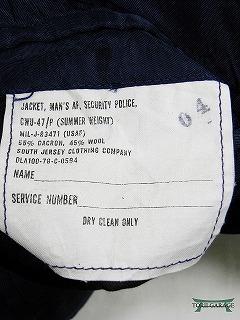 JACKET, MAN'S AF, SECURITY POLICE,
CWU-47/P (SUMMER WEIGHT)
MIL-J-83471 (USAF)
55% DACRON, 45% WOOL
SOUTH JERSEY CLOTHING COMPANY
DLA100-78-C-0594
NAME
SERVICE NUMBER
DRY CLEAN ONLY
04